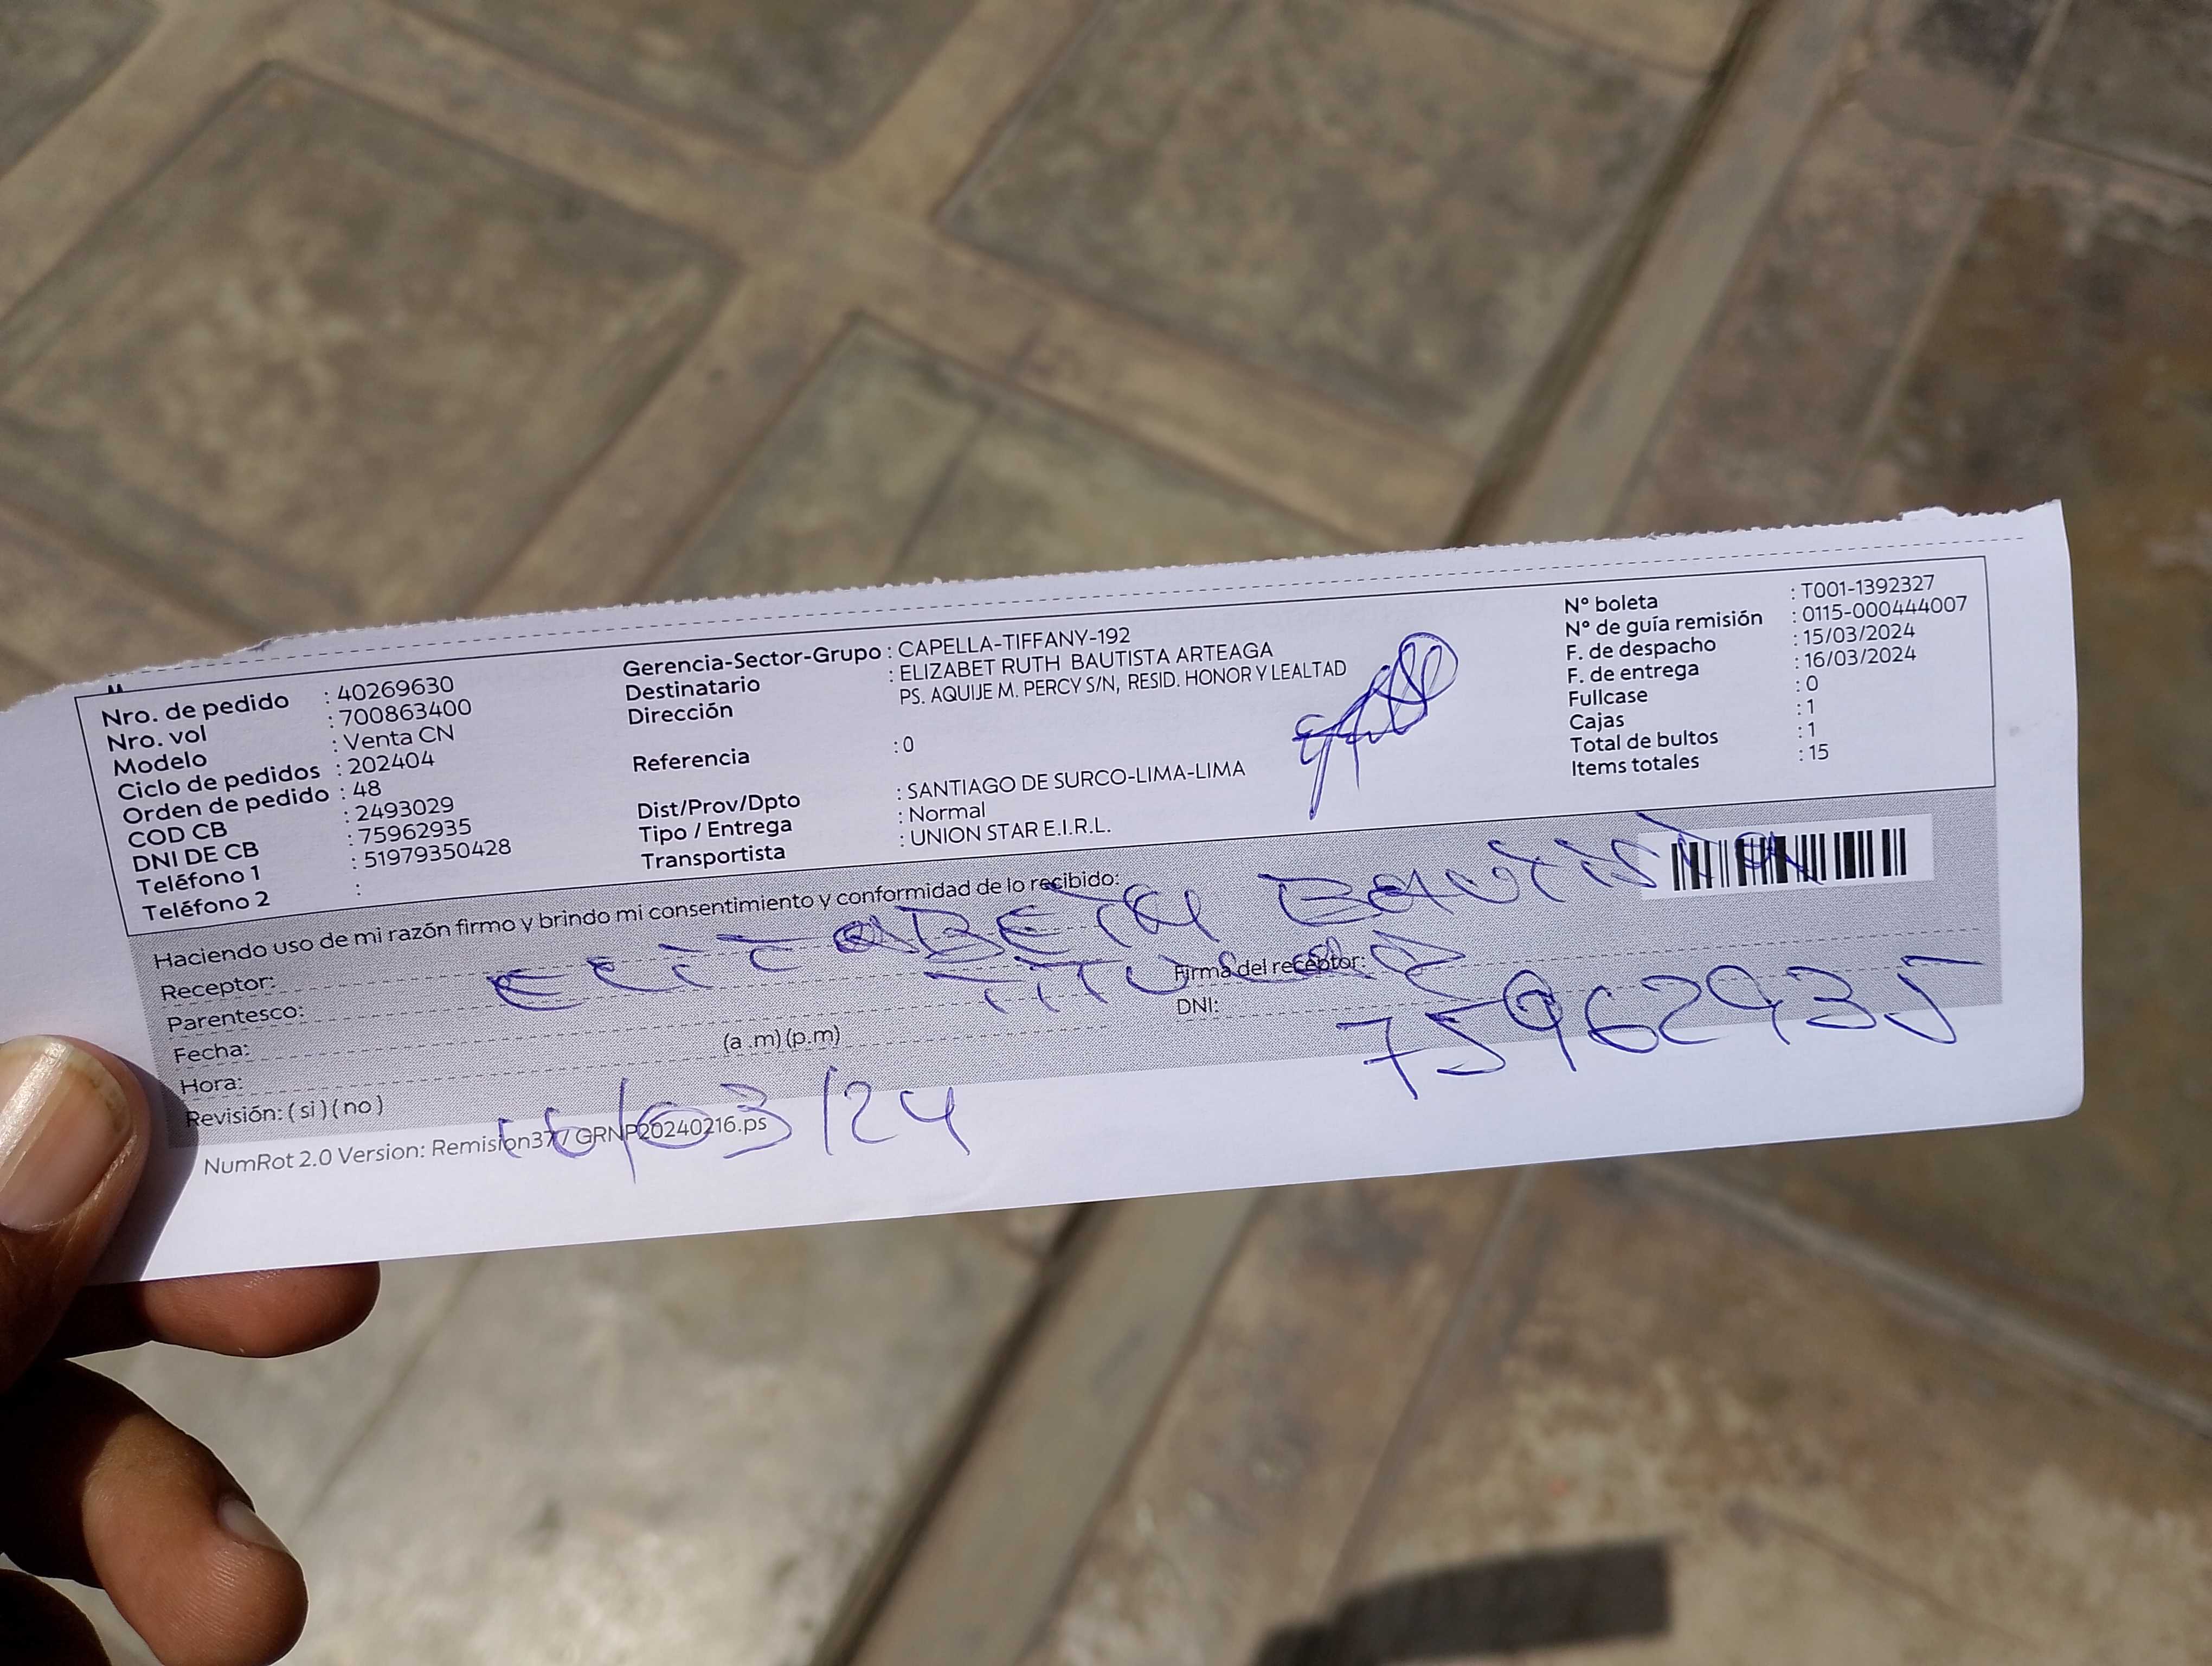 Nro. de pedido : 40269630
Nro. vol : 700863400
Modelo : Venta CN
Ciclo de pedidos : 202404
Orden de pedido : 48
COD CB : 2493029
DNI DE CB : 75962935
Teléfono 1 : 51979350428
Teléfono 2 :
Gerencia-Sector-Grupo : CAPELLA-TIFFANY-192
Destinatario : ELIZABET RUTH BAUTISTA ARTEAGA
Dirección PS. AQUIJE M. PERCY S/N, RESID. HONOR Y LEALTAD
Referencia : 0
Dist/Prov/Dpto : SANTIAGO DE SURCO-LIMA-LIMA
Tipo / Entrega : Normal
Transportista : UNION STAR E.I.R.L.
N° boleta : T001-1392327
N° de guía remisión : 0115-000444007
F. de despacho : 15/03/2024
F. de entrega : 16/03/2024
Fullcase : 0
Cajas : 1
Total de bultos : 1
Items totales : 15
Haciendo uso de mi razón firmo y brindo mi consentimiento y conformidad de lo recibido:
Receptor: ELIZABETH BAUTISTA
Parentesco: TITULAR
Firma del receptor:
Fecha:
DNI: 75962935
Hora: (a .m) (p.m)
Revisión: ( si ) ( no )
16/03/24
NumRot 2.0 Version: Remision377 GRNP20240216.ps